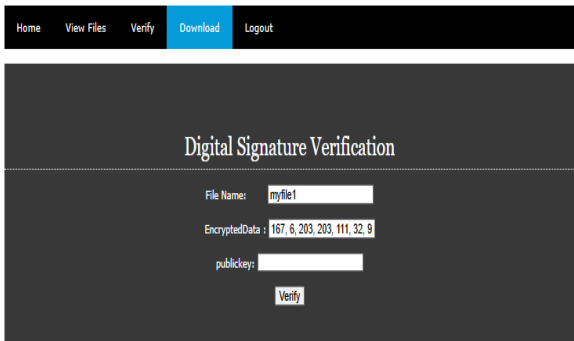 Home View Files Verify Download Logout
Digital Signature Verification
File Name: myfile1
EncryptedData : 167, 6, 203, 203, 111, 32, 9
publickey:
Verify